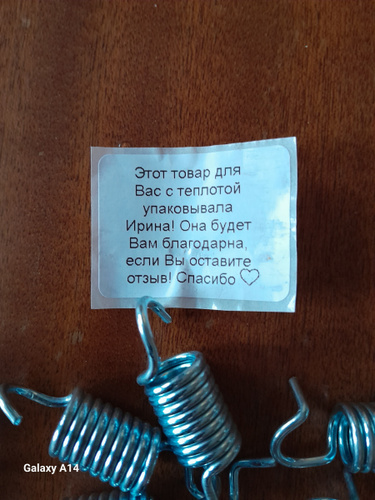 Этот товар для
Вас с теплотой
упаковывала
Ирина! Она будет
Вам благодарна,
если Вы оставите
отзыв! Спасибо ♡
Galaxy A14